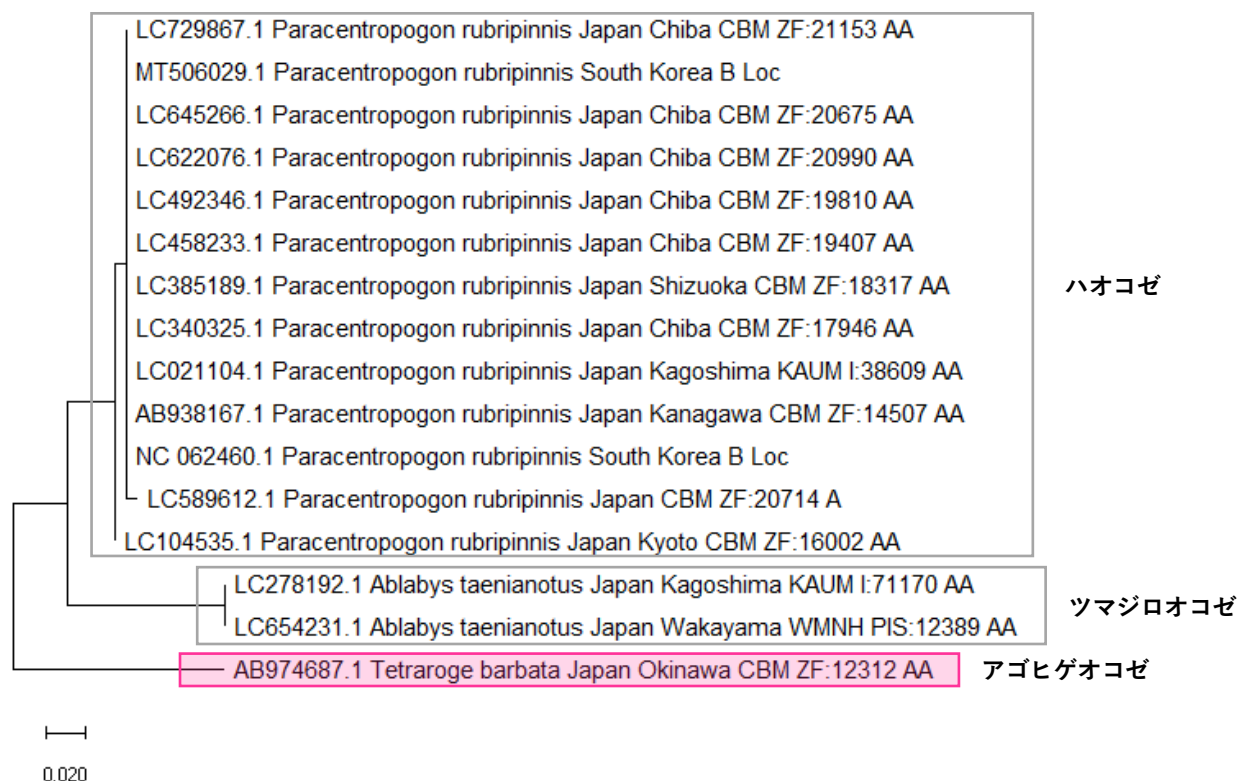 LC729867.1 Paracentropogon rubripinnis Japan Chiba CBM ZF:21153 AA
MT506029.1 Paracentropogon rubripinnis South Korea B Loc
LC645266.1 Paracentropogon rubripinnis Japan Chiba CBM ZF:20675 AA
LC622076.1 Paracentropogon rubripinnis Japan Chiba CBM ZF:20990 AA
LC492346.1 Paracentropogon rubripinnis Japan Chiba CBM ZF:19810 AA
LC458233.1 Paracentropogon rubripinnis Japan Chiba CBM ZF:19407 AA
LC385189.1 Paracentropogon rubripinnis Japan Shizuoka CBM ZF:18317 AA
ハオコゼ
LC340325.1 Paracentropogon rubripinnis Japan Chiba CBM ZF:17946 AA
LC021104.1 Paracentropogon rubripinnis Japan Kagoshima KAUM I:38609 AA
AB938167.1 Paracentropogon rubripinnis Japan Kanagawa CBM ZF:14507 AA
NC 062460.1 Paracentropogon rubripinnis South Korea B Loc
LC589612.1 Paracentropogon rubripinnis Japan CBM ZF:20714 A
LC104535.1 Paracentropogon rubripinnis Japan Kyoto CBM ZF:16002 AA
LC278192.1 Ablabys taenianotus Japan Kagoshima KAUM I:71170 AA
ツマジロオコゼ
LC654231.1 Ablabys taenianotus Japan Wakayama WMNH PIS:12389 AA
AB974687.1 Tetraroge barbata Japan Okinawa CBM ZF:12312 AA
アゴヒゲオコゼ
0.020